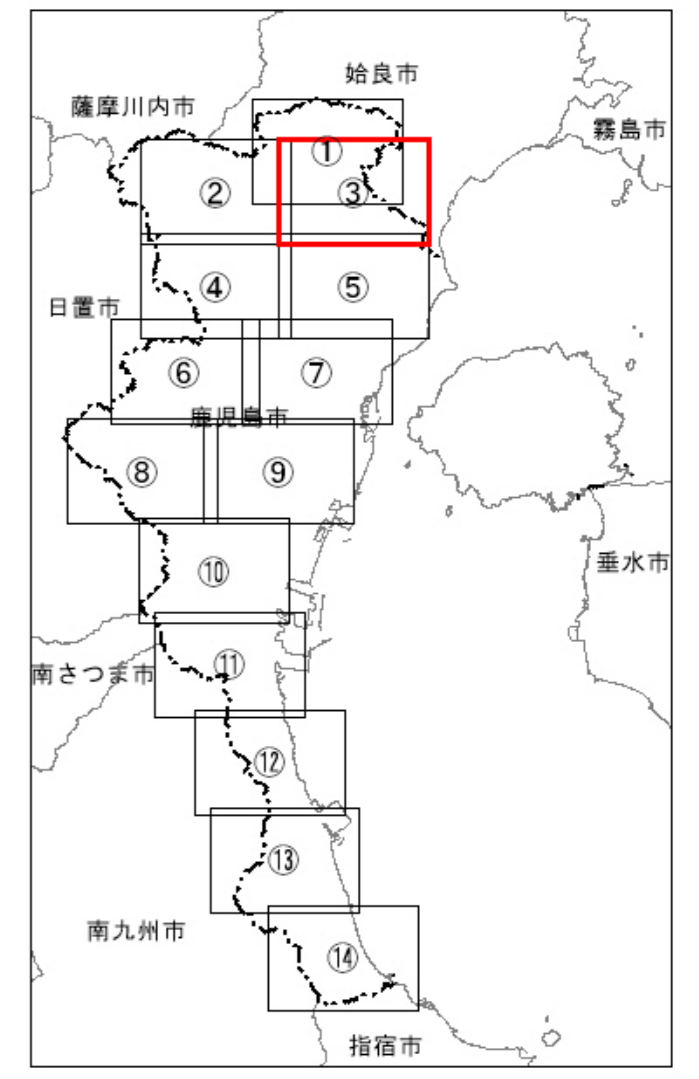 姶良市
薩摩川内市
霧島市
①
②
③
④
⑤
日置市
⑥
⑦
鹿児島市
⑧
⑨
⑩
垂水市
⑪
南さつま市
⑫
⑬
南九州市
⑭
指宿市